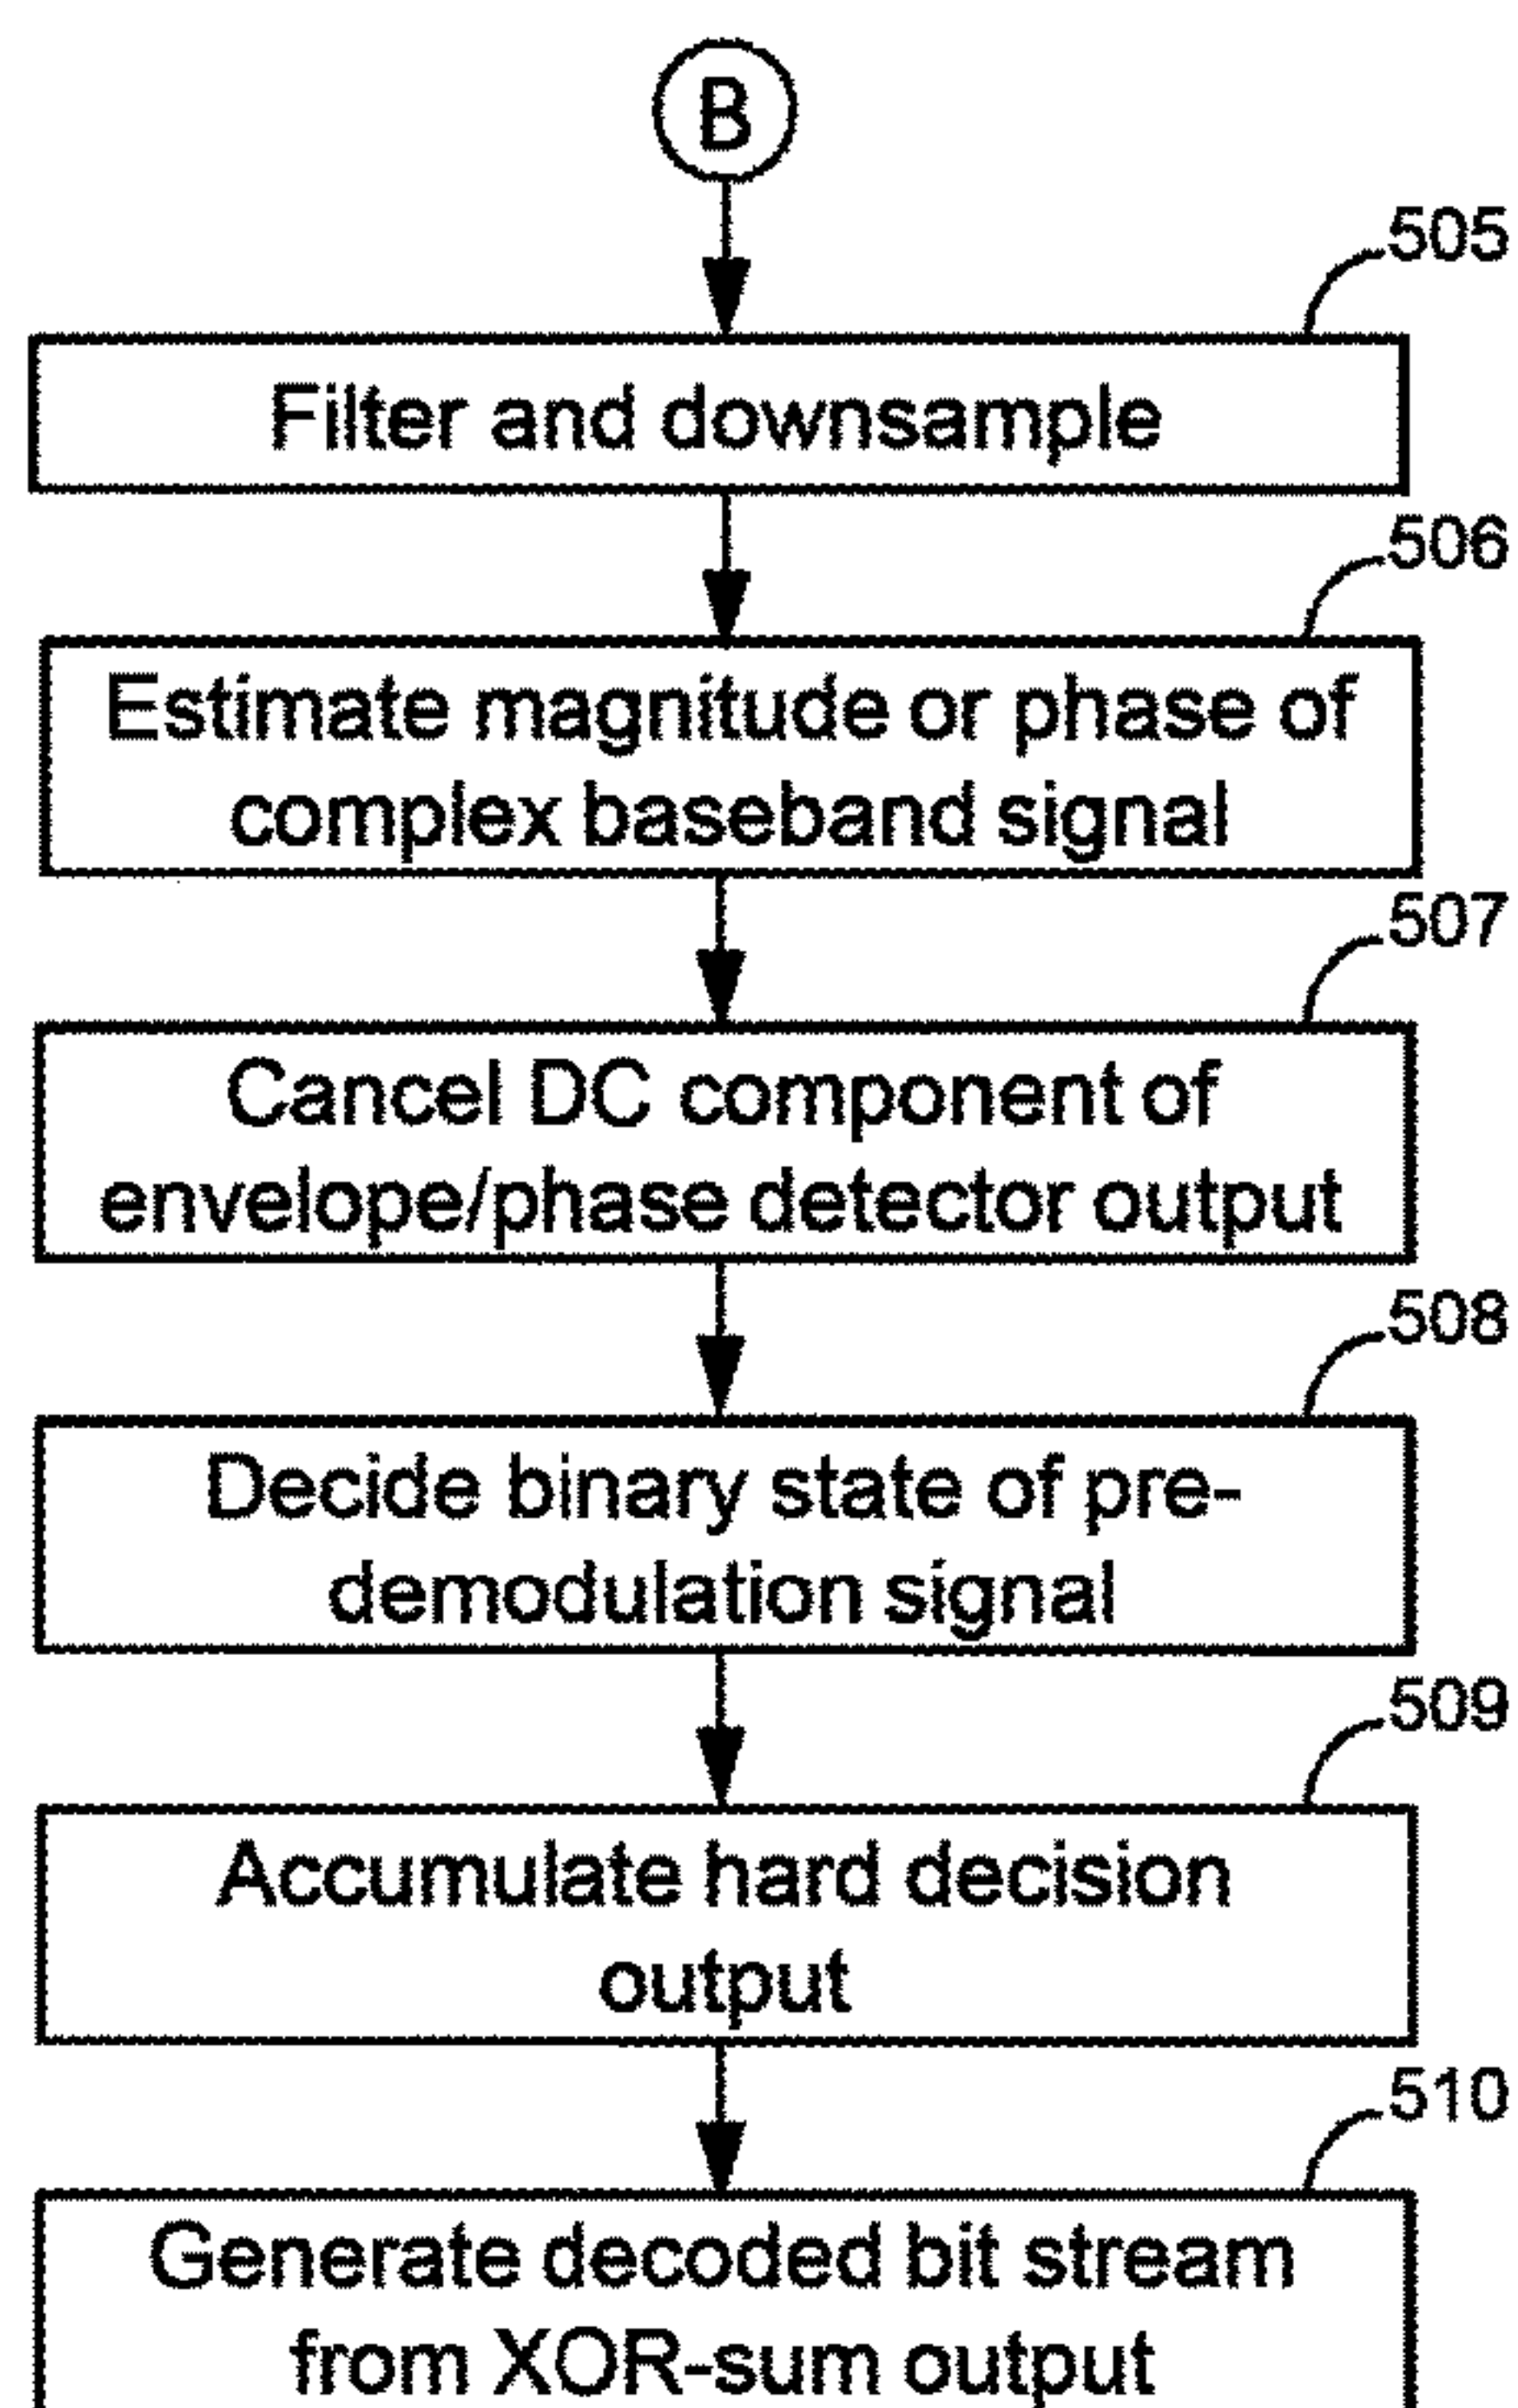 B
505
Filter and downsample
506
Estimate magnitude or phase of
complex baseband signal
507
Cancel DC component of
envelope/phase detector output
508
Decide binary state of pre-
demodulation signal
509
Accumulate hard decision
output
510
Generate decoded bit stream
from XOR-sum output